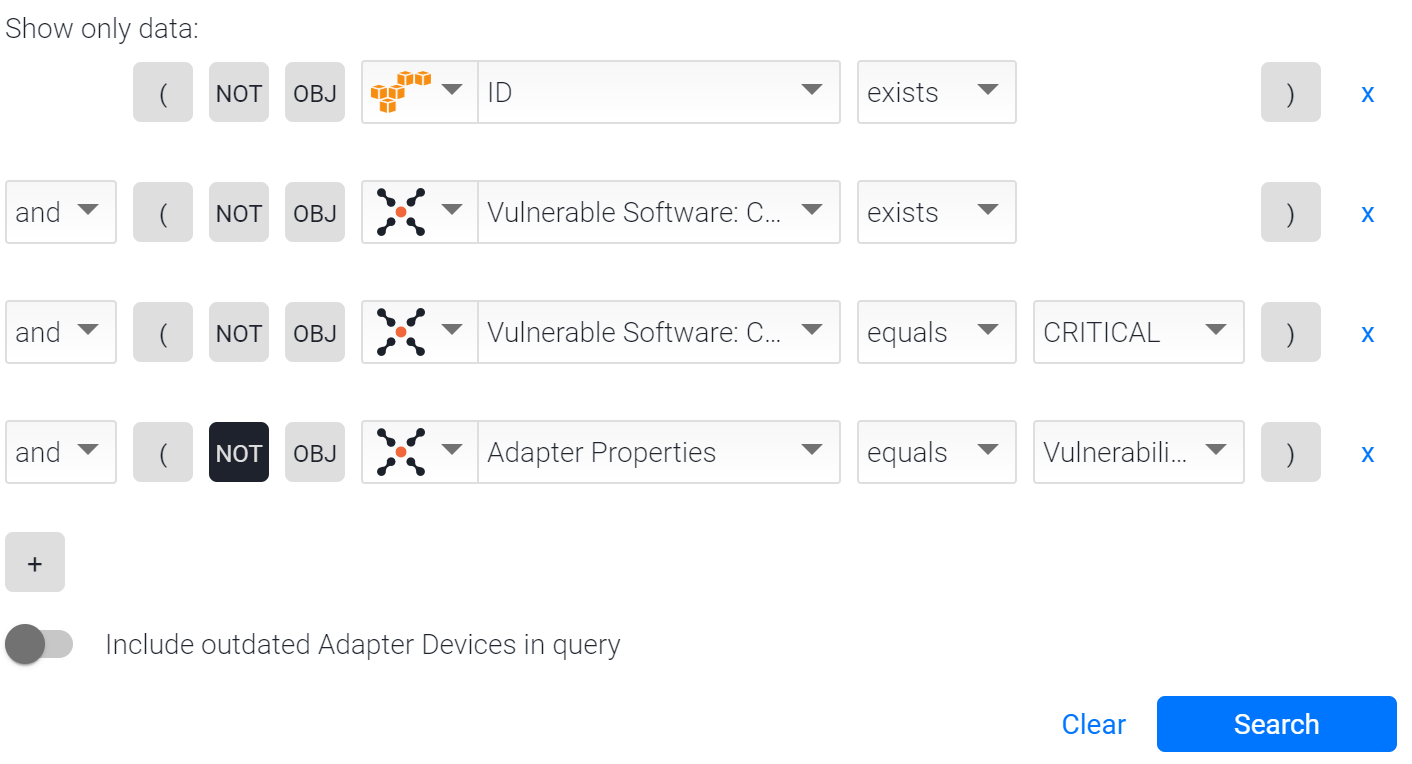 Show only data:
( NOT OBJ ID exists ) x
and ( NOT OBJ Vulnerable Software: C... exists ) x
and ( NOT OBJ Vulnerable Software: C... equals CRITICAL ) x
and ( NOT OBJ Adapter Properties equals Vulnerabili... ) x
+
Include outdated Adapter Devices in query
Clear Search